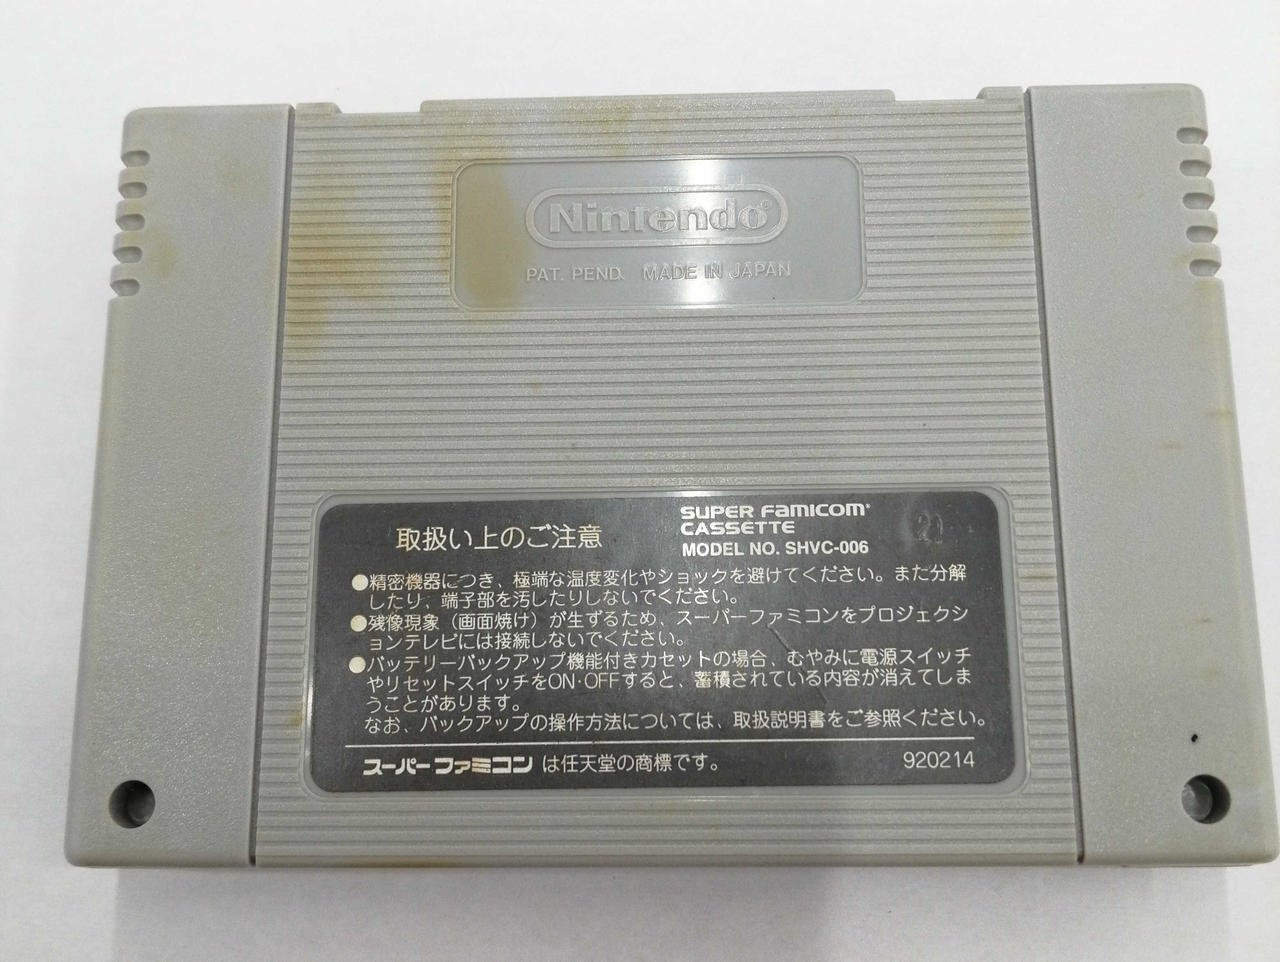 Nintendo®
PAT. PEND. MADE IN JAPAN
取扱い上のご注意
SUPER FAMICOM®
CASSETTE
MODEL NO. SHVC-006
●精密機器につき、極端な温度変化やショックを避けてください。また分解
したり、端子部を汚したりしないでください。
●残像現象（画面焼け）が生ずるため、スーパーファミコンをプロジェクシ
ョンテレビには接続しないでください。
●バッテリーバックアップ機能付きカセットの場合、むやみに電源スイッチ
やリセットスイッチをON･OFFすると、蓄積されている内容が消えてしま
うことがあります。
なお、バックアップの操作方法については、取扱説明書をご参照ください。
スーパーファミコン は任天堂の商標です。
920214